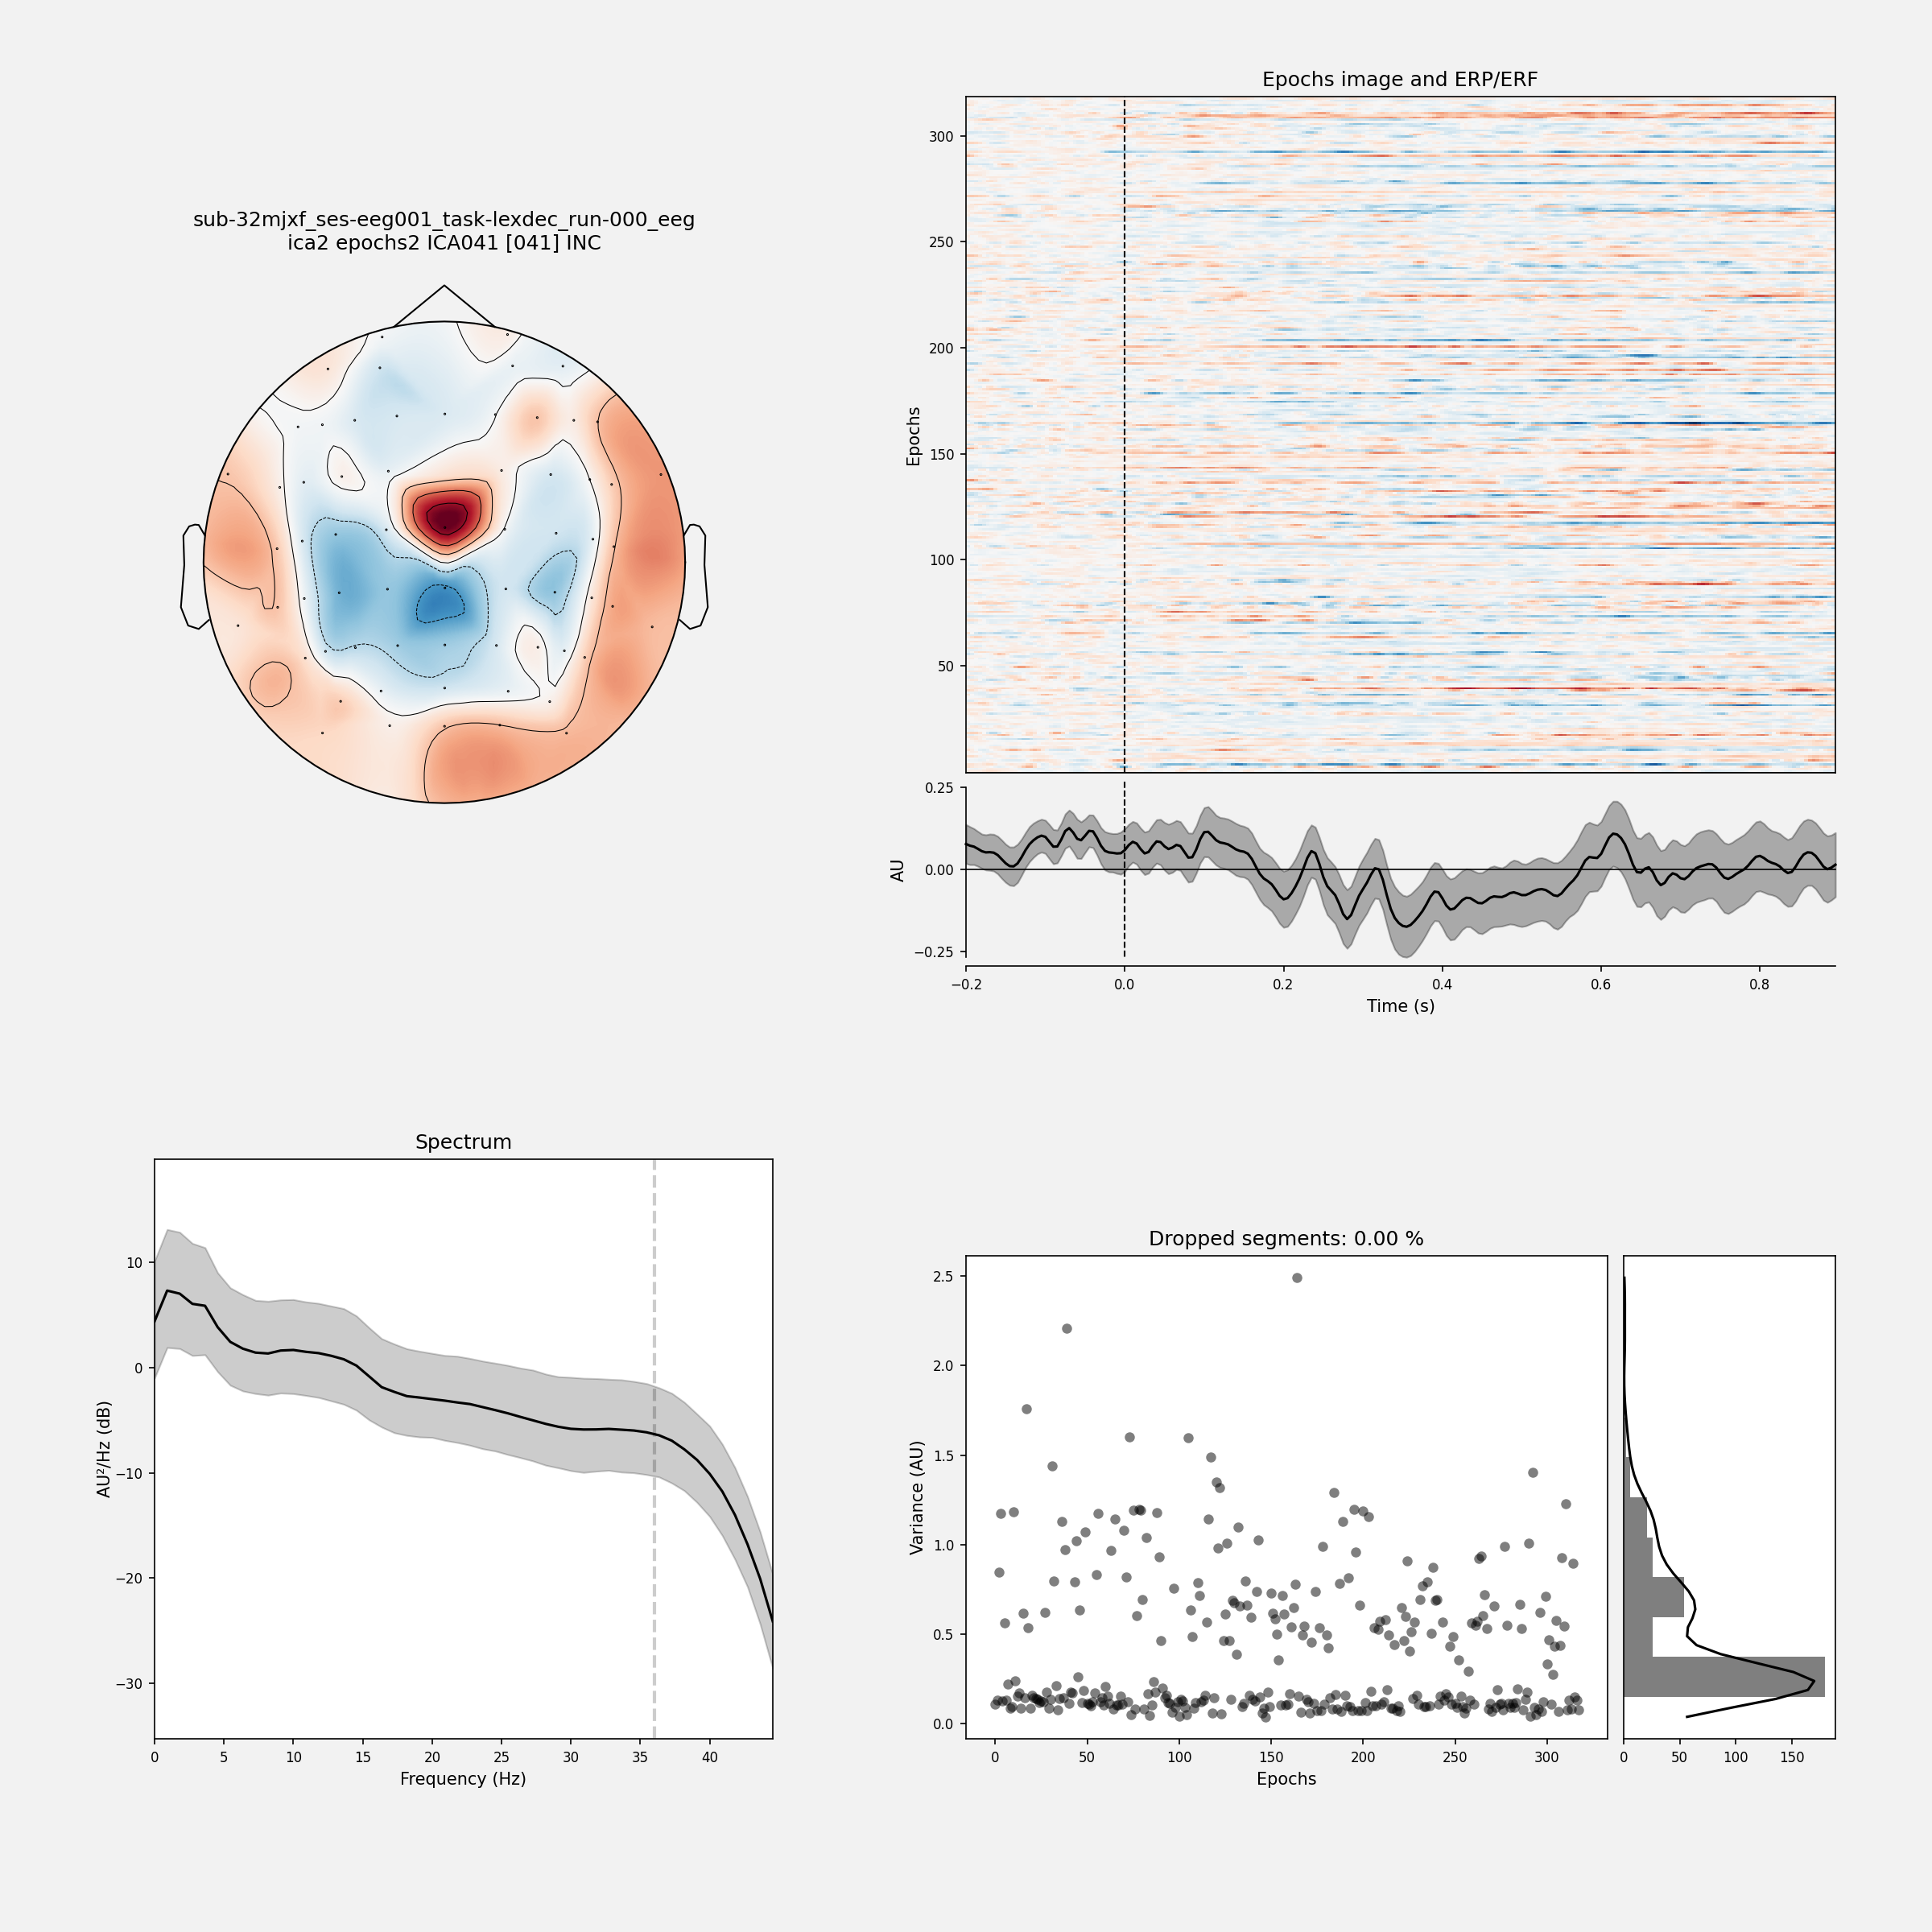 sub-32mjxf_ses-eeg001_task-lexdec_run-000_eeg
ica2 epochs2 ICA041 [041] INC
Epochs image and ERP/ERF
Epochs
300
250
200
150
100
50
AU
0.25
0.00
−0.25
−0.2 0.0 0.2 0.4 0.6 0.8
Time (s)
Spectrum
AU²/Hz (dB)
10
0
−10
−20
−30
0 5 10 15 20 25 30 35 40
Frequency (Hz)
Dropped segments: 0.00 %
Variance (AU)
2.5
2.0
1.5
1.0
0.5
0.0
0 50 100 150 200 250 300
Epochs
0 50 100 150